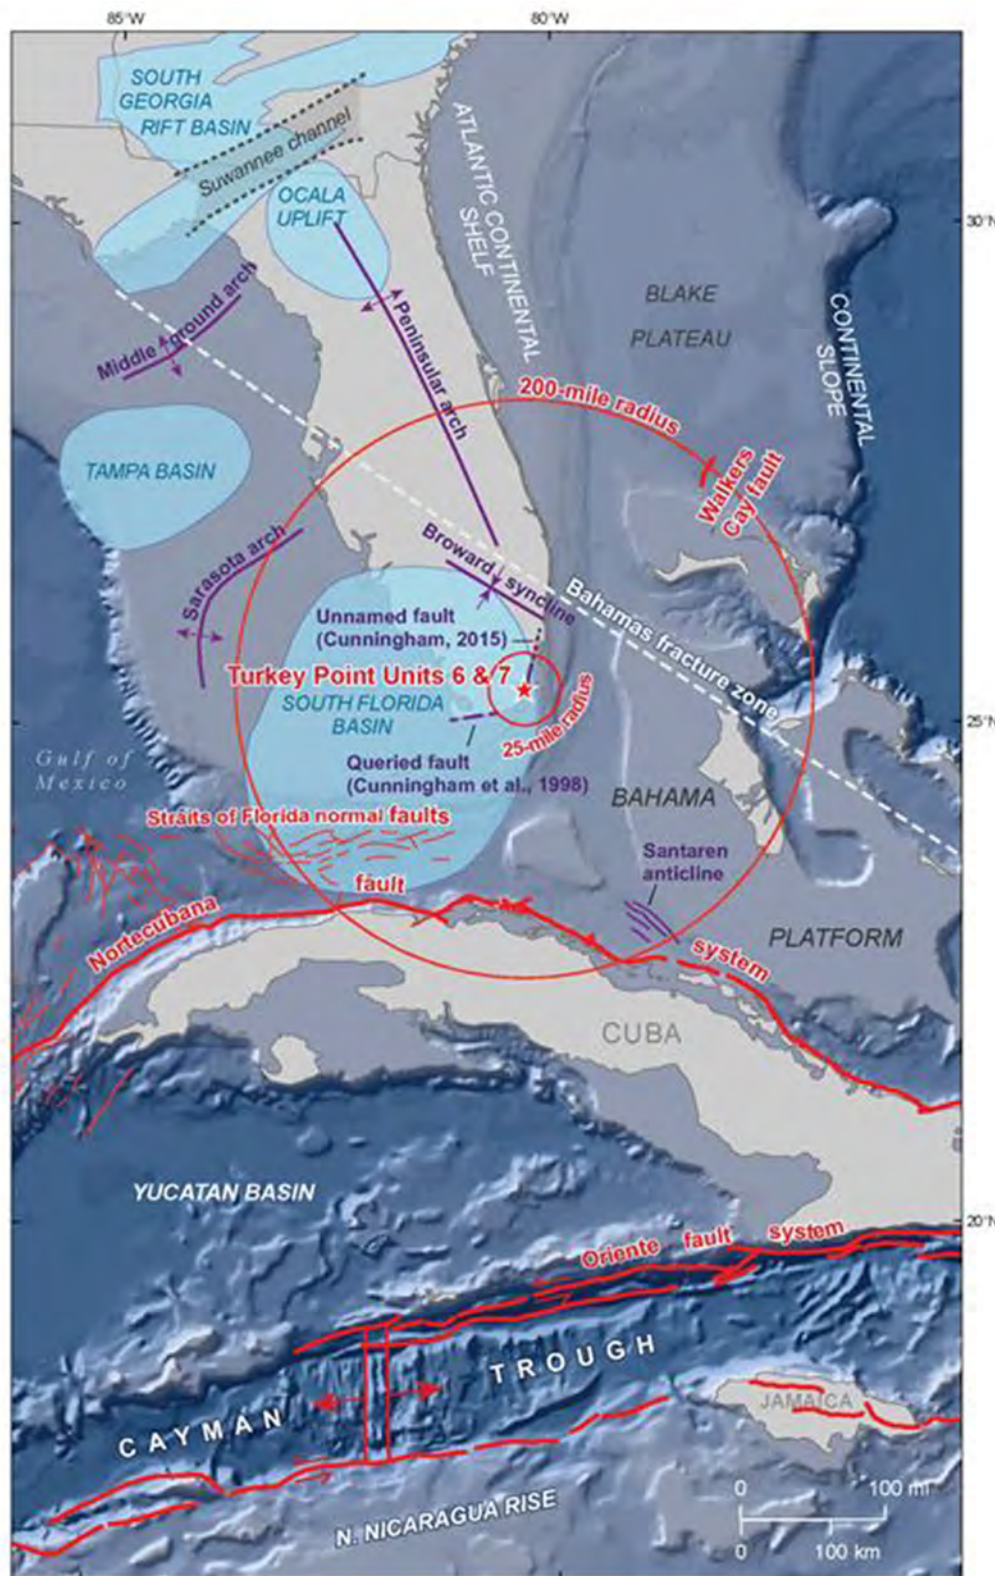 85°W
80°W
SOUTH
GEORGIA
RIFT BASIN
Suwannee channel
OCALA
UPLIFT
ATLANTIC CONTINENTAL
SHELF
30°N
BLAKE
PLATEAU
CONTINENTAL
SLOPE
Middle ground arch
Peninsular arch
200-mile radius
Walkers
Cay fault
TAMPA BASIN
Sarasota arch
Broward syncline
Bahamas fracture zone
Unnamed fault
(Cunningham, 2015)
Turkey Point Units 6 & 7
SOUTH FLORIDA
BASIN
25-mile radius
25°N
Gulf of
Mexico
Queried fault
(Cunningham et al., 1998)
BAHAMA
Straits of Florida normal faults
Santaren
anticline
Nortecubana fault system
PLATFORM
CUBA
YUCATAN BASIN
20°N
Oriente fault system
CAYMAN TROUGH
JAMAICA
N. NICARAGUA RISE
0 100 mi
0 100 km